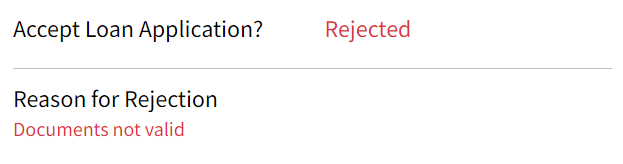 Accept Loan Application? Rejected
Reason for Rejection
Documents not valid